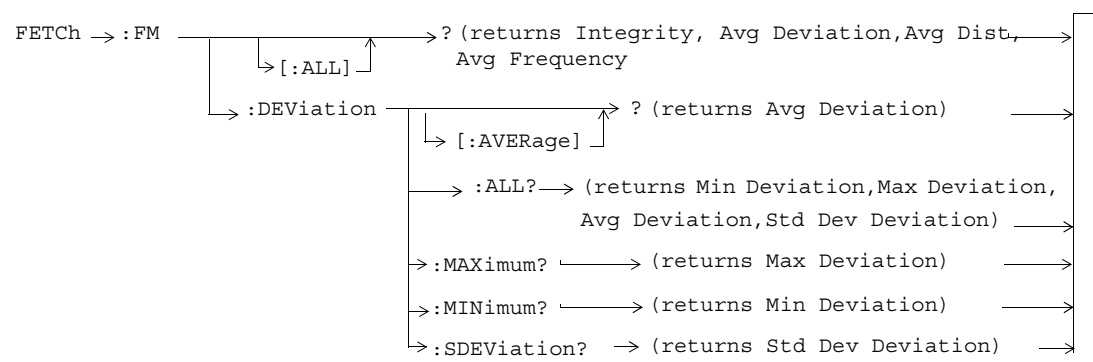 FETCh :FM ? (returns Integrity, Avg Deviation,Avg Dist,
[:ALL] Avg Frequency
:DEViation ? (returns Avg Deviation)
[:AVERage]
:ALL? (returns Min Deviation,Max Deviation,
Avg Deviation,Std Dev Deviation)
:MAXimum? (returns Max Deviation)
:MINimum? (returns Min Deviation)
:SDEViation? (returns Std Dev Deviation)